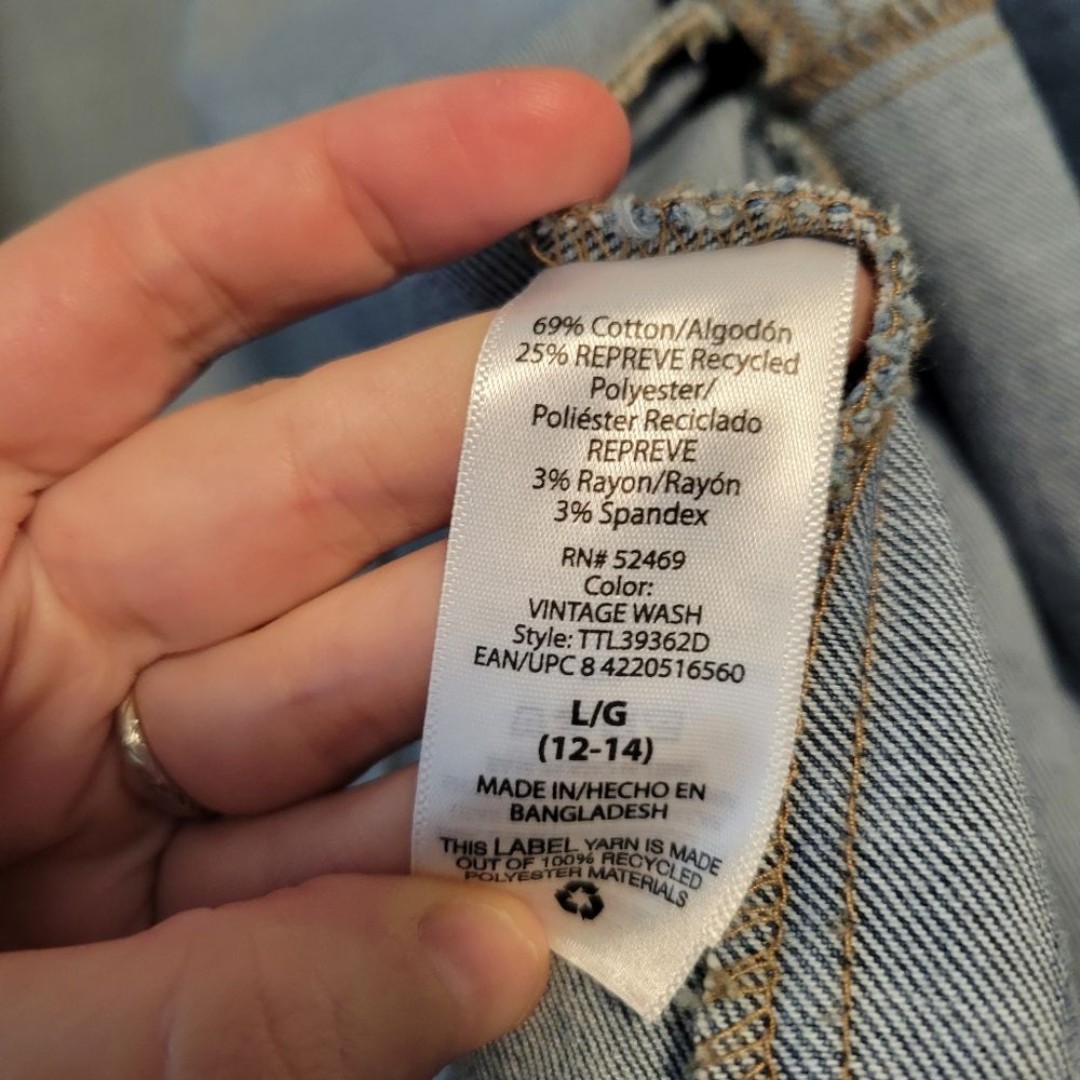 69% Cotton/Algodón
25% REPREVE Recycled
Polyester/
Poliéster Reciclado
REPREVE
3% Rayon/Rayón
3% Spandex
RN# 52469
Color:
VINTAGE WASH
Style: TTL39362D
EAN/UPC 8 4220516560
L/G
(12-14)
MADE IN/HECHO EN
BANGLADESH
THIS LABEL YARN IS MADE
OUT OF 100% RECYCLED
POLYESTER MATERIALS